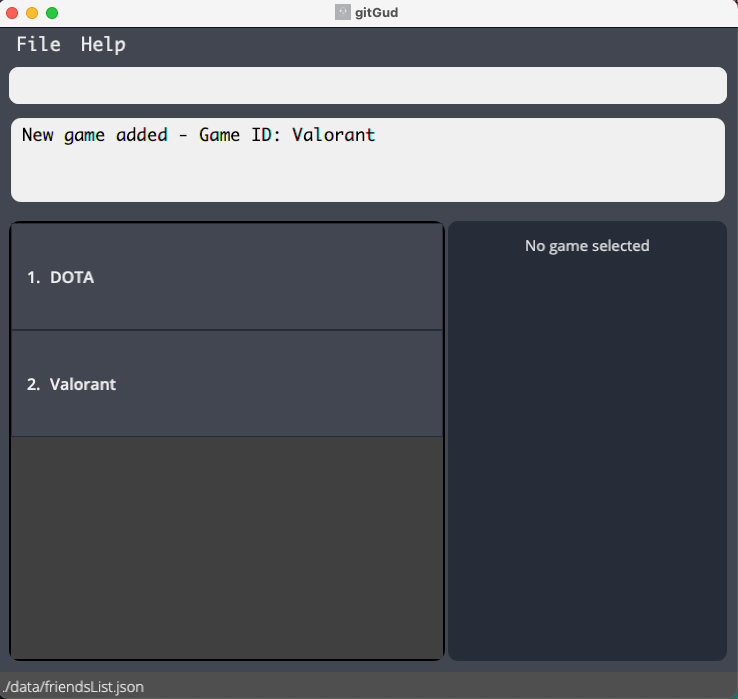 gitGud
File Help
New game added - Game ID: Valorant
1. DOTA
2. Valorant
No game selected
./data/friendsList.json